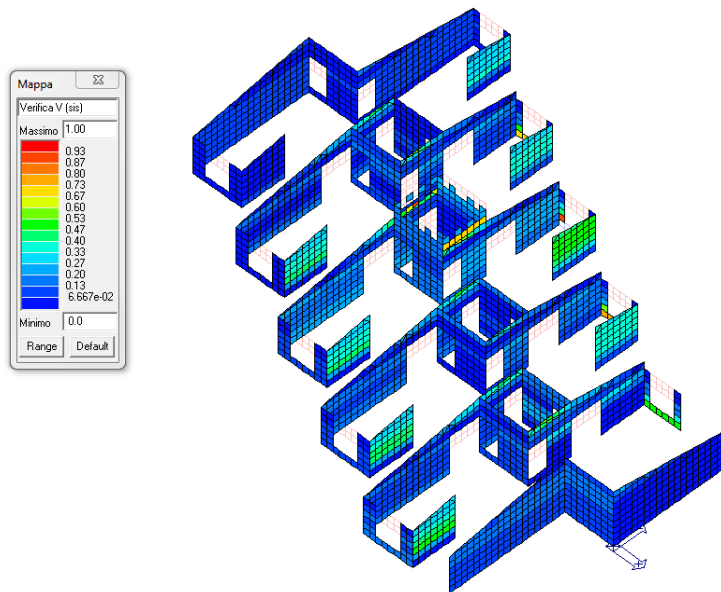 Mappa
Verifica V (sis)
Massimo 1.00
0.93
0.87
0.80
0.73
0.67
0.60
0.53
0.47
0.40
0.33
0.27
0.20
0.13
6.667e-02
Minimo 0.0
Range Default